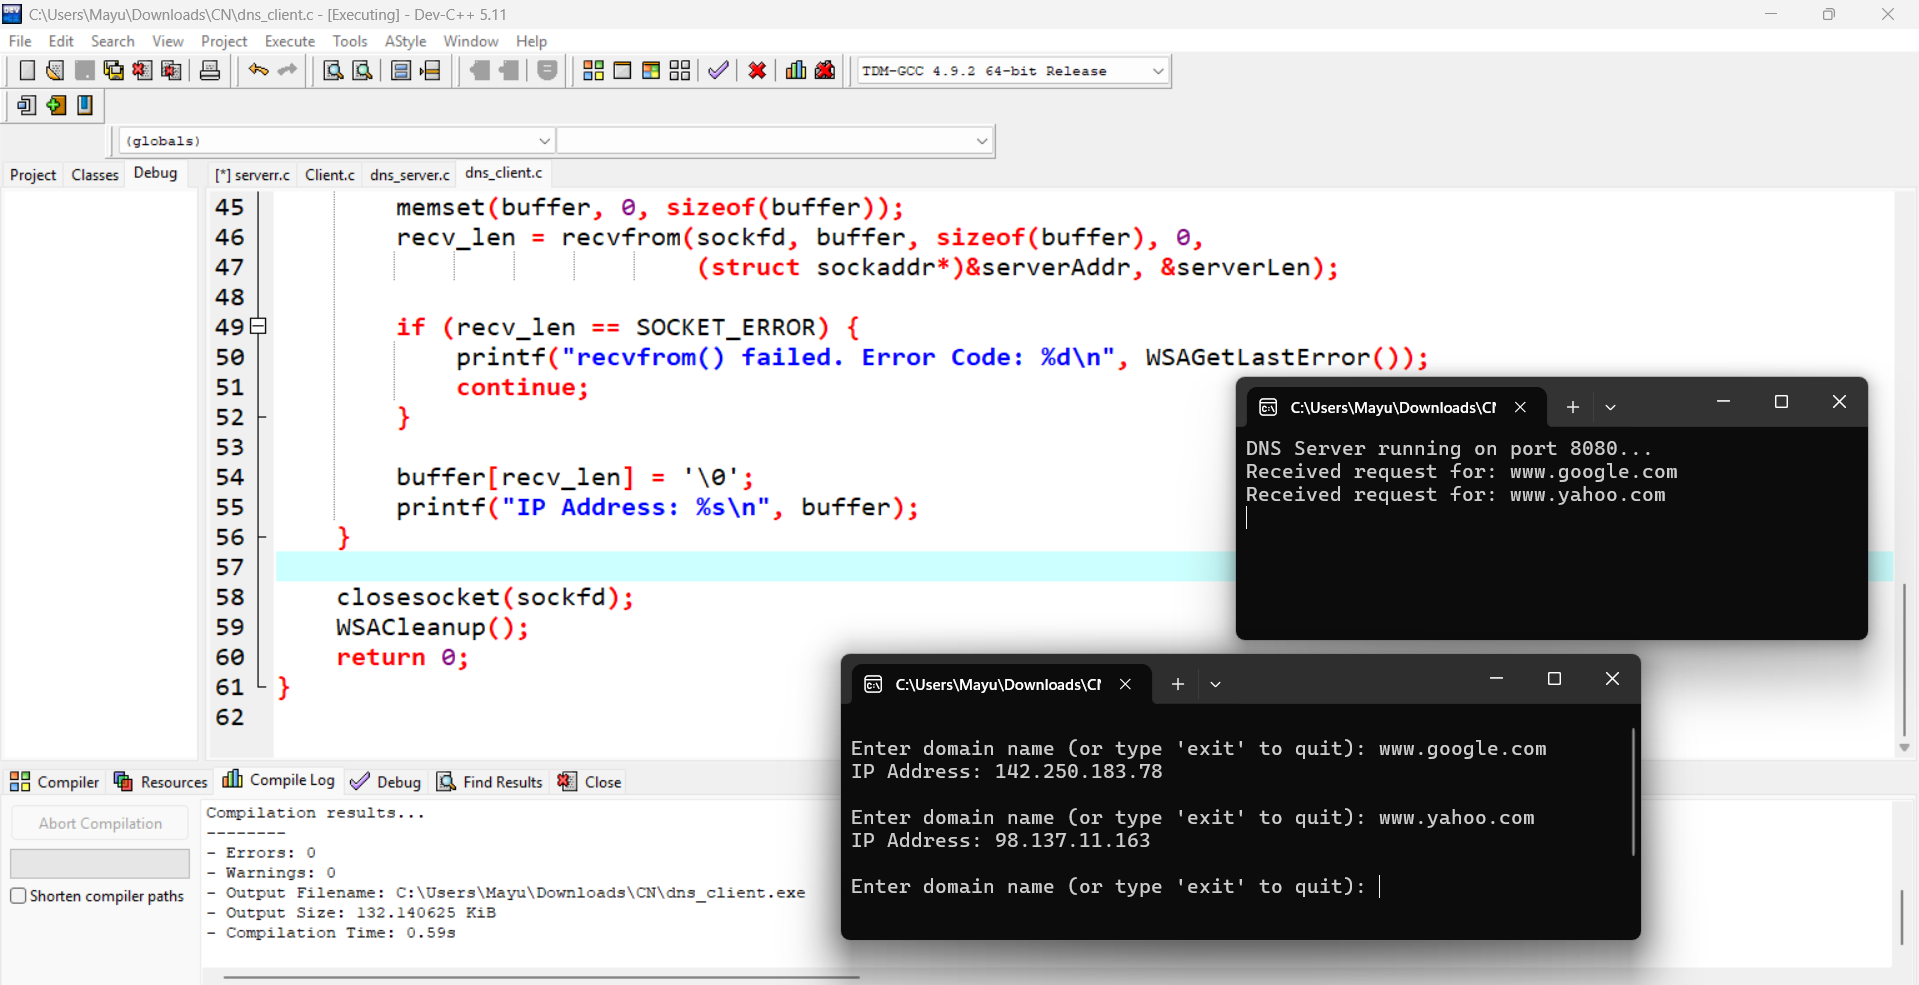 C:\Users\Mayu\Downloads\CN\dns_client.c - [Executing] - Dev-C++ 5.11
File Edit Search View Project Execute Tools AStyle Window Help
TDM-GCC 4.9.2 64-bit Release
(globals)
Project Classes Debug
[*] serverr.c Client.c dns_server.c dns_client.c
45 memset(buffer, 0, sizeof(buffer));
46 recv_len = recvfrom(sockfd, buffer, sizeof(buffer), 0,
47 (struct sockaddr*)&serverAddr, &serverLen);
48
49 if (recv_len == SOCKET_ERROR) {
50 printf("recvfrom() failed. Error Code: %d\n", WSAGetLastError());
51 continue;
52 }
53
54 buffer[recv_len] = '\0';
55 printf("IP Address: %s\n", buffer);
56 }
57
58 closesocket(sockfd);
59 WSACleanup();
60 return 0;
61 }
62
C:\Users\Mayu\Downloads\CN
DNS Server running on port 8080...
Received request for: www.google.com
Received request for: www.yahoo.com
C:\Users\Mayu\Downloads\CN
Enter domain name (or type 'exit' to quit): www.google.com
IP Address: 142.250.183.78
Enter domain name (or type 'exit' to quit): www.yahoo.com
IP Address: 98.137.11.163
Enter domain name (or type 'exit' to quit):
Compiler Resources Compile Log Debug Find Results Close
Abort Compilation
Shorten compiler paths
Compilation results...
--------
- Errors: 0
- Warnings: 0
- Output Filename: C:\Users\Mayu\Downloads\CN\dns_client.exe
- Output Size: 132.140625 KiB
- Compilation Time: 0.59s